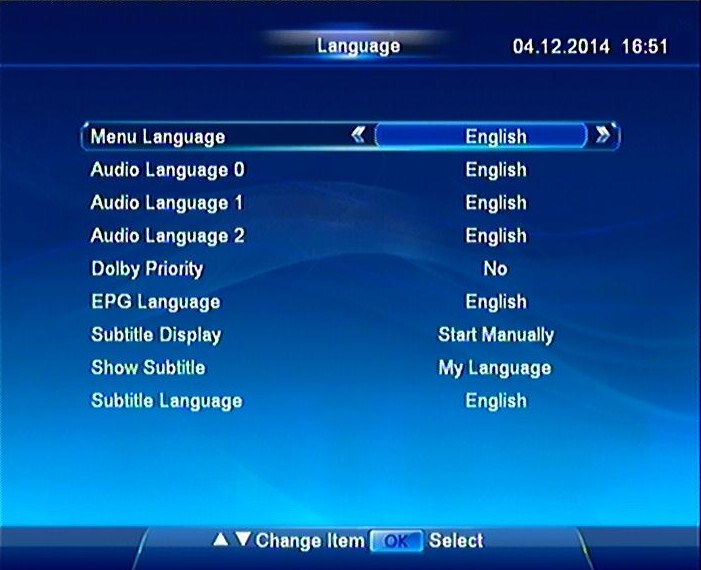 Language 04.12.2014 16:51
Menu Language English
Audio Language 0 English
Audio Language 1 English
Audio Language 2 English
Dolby Priority No
EPG Language English
Subtitle Display Start Manually
Show Subtitle My Language
Subtitle Language English
Change Item OK Select